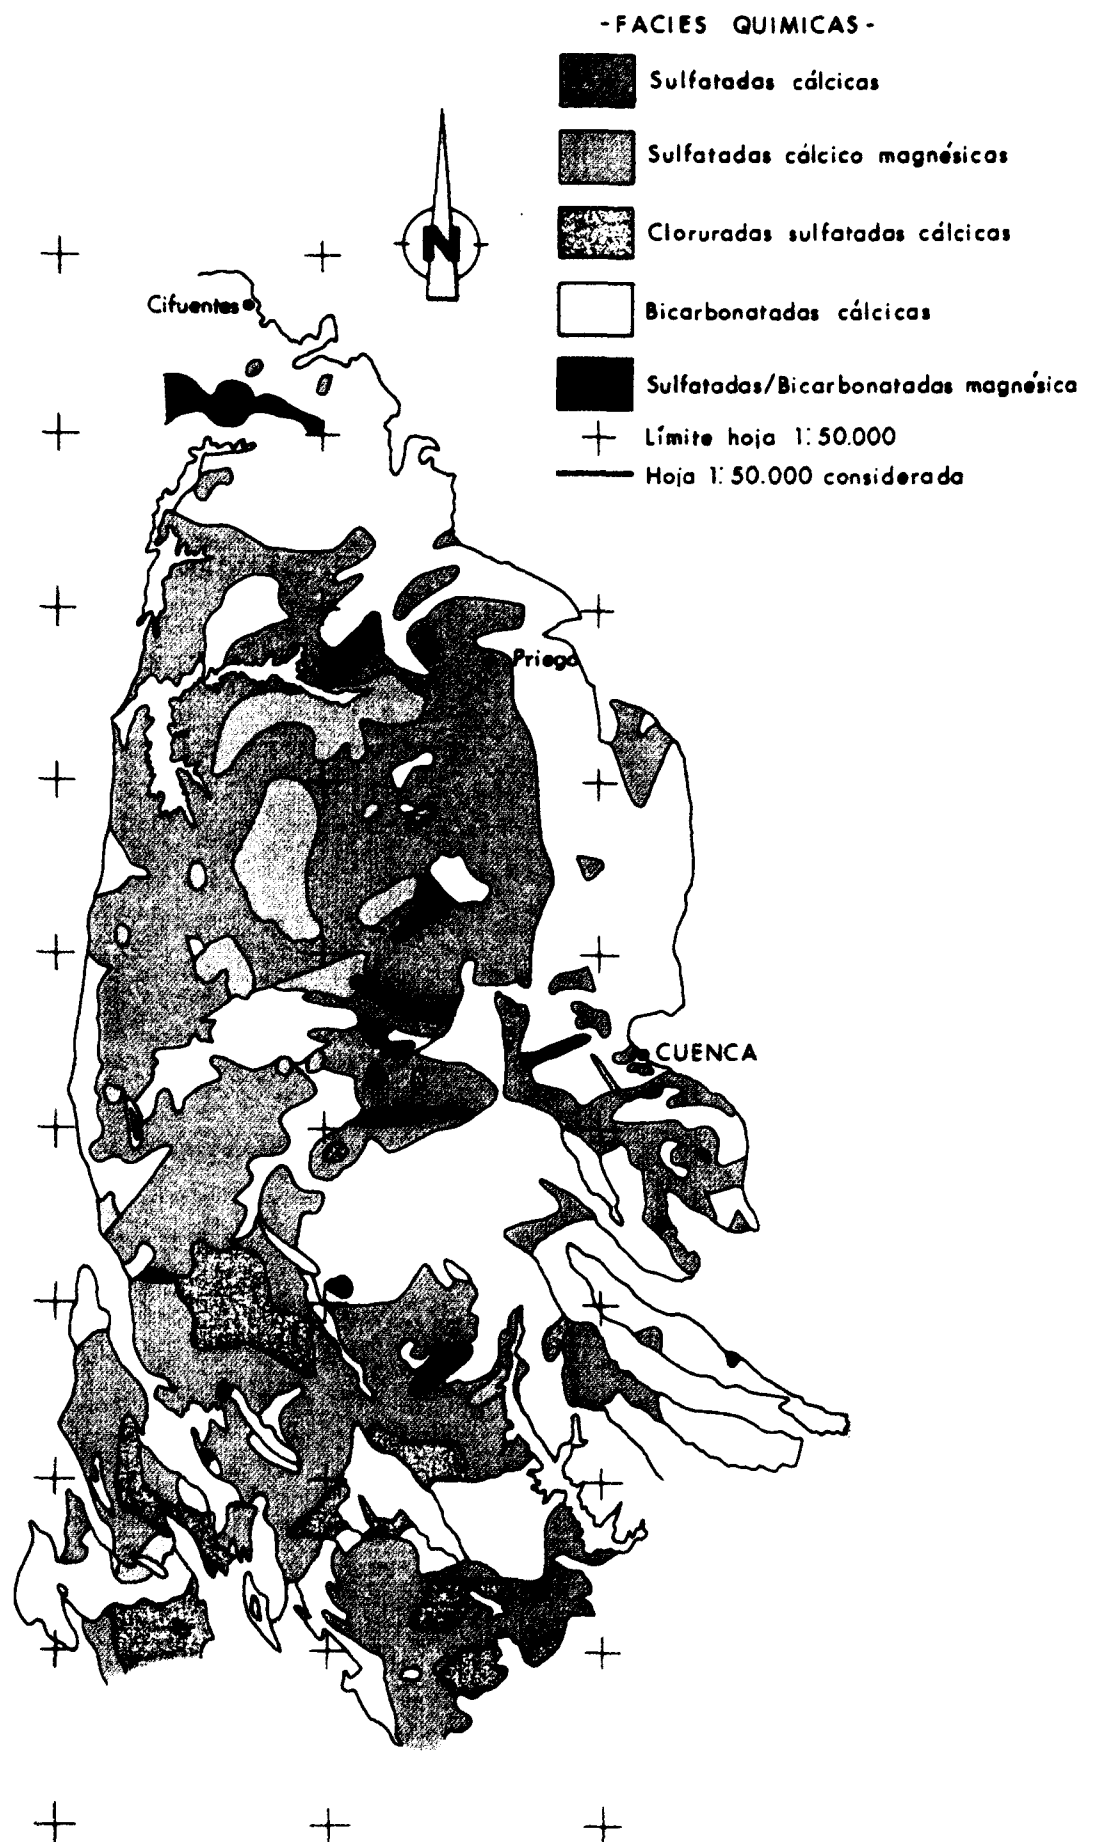 -FACIES QUIMICAS-
Sulfatadas cálcicas
Sulfatadas cálcico magnésicas
Cloruradas sulfatadas cálcicas
Bicarbonatadas cálcicas
Sulfatadas/Bicarbonatadas magnésica
Límite hoja 1:50.000
Hoja 1:50.000 considerada
N
Cifuentes
Priego
CUENCA